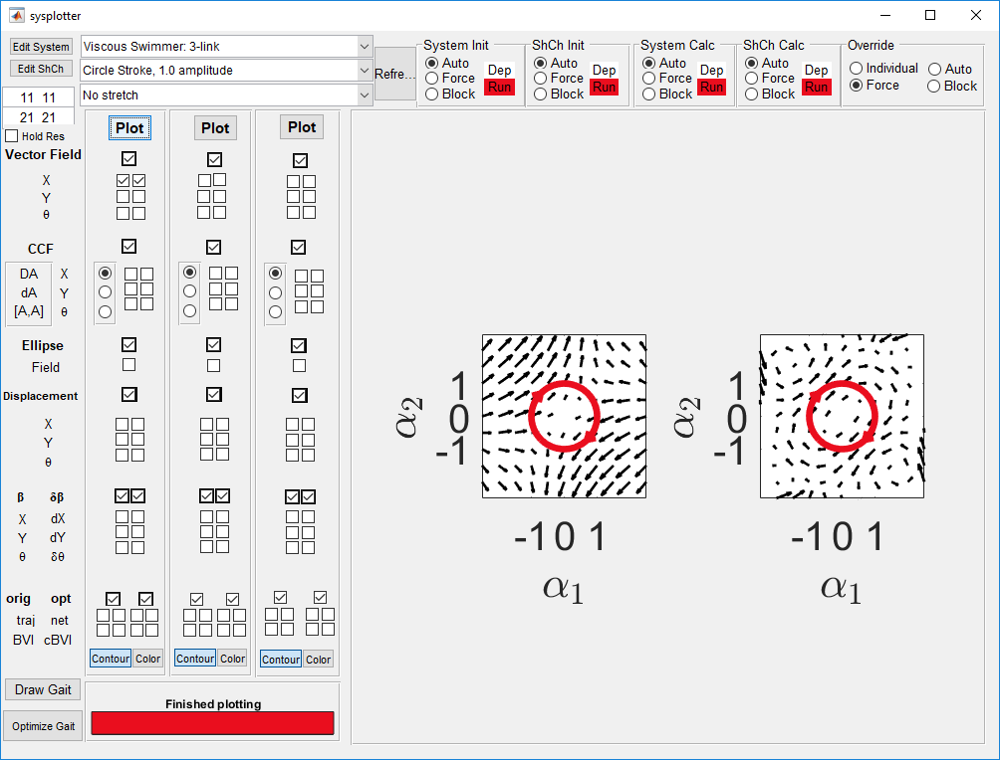 sysplotter
Edit System
Viscous Swimmer: 3-link
Edit ShCh
Circle Stroke, 1.0 amplitude
No stretch
Refre...
System Init
Auto
Force
Block
Dep
Run
ShCh Init
Auto
Force
Block
Dep
Run
System Calc
Auto
Force
Block
Dep
Run
ShCh Calc
Auto
Force
Block
Dep
Run
Override
Individual
Auto
Force
Block
11 11
21 21
Hold Res
Plot
Plot
Plot
Vector Field
X
Y
θ
CCF
DA X
dA Y
[A,A] θ
Ellipse
Field
Displacement
X
Y
θ
β δβ
X dX
Y dY
θ δθ
orig opt
traj net
BVI cBVI
Contour Color
Contour Color
Contour Color
Draw Gait
Optimize Gait
Finished plotting
α2
1
0
-1
-1 0 1
α1
α2
1
0
-1
-1 0 1
α1